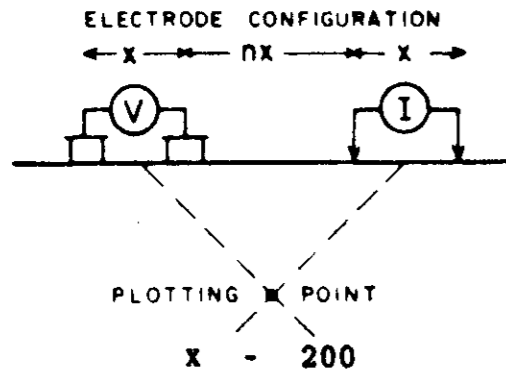 ELECTRODE CONFIGURATION
x nx x
V I
PLOTTING POINT
x - 200